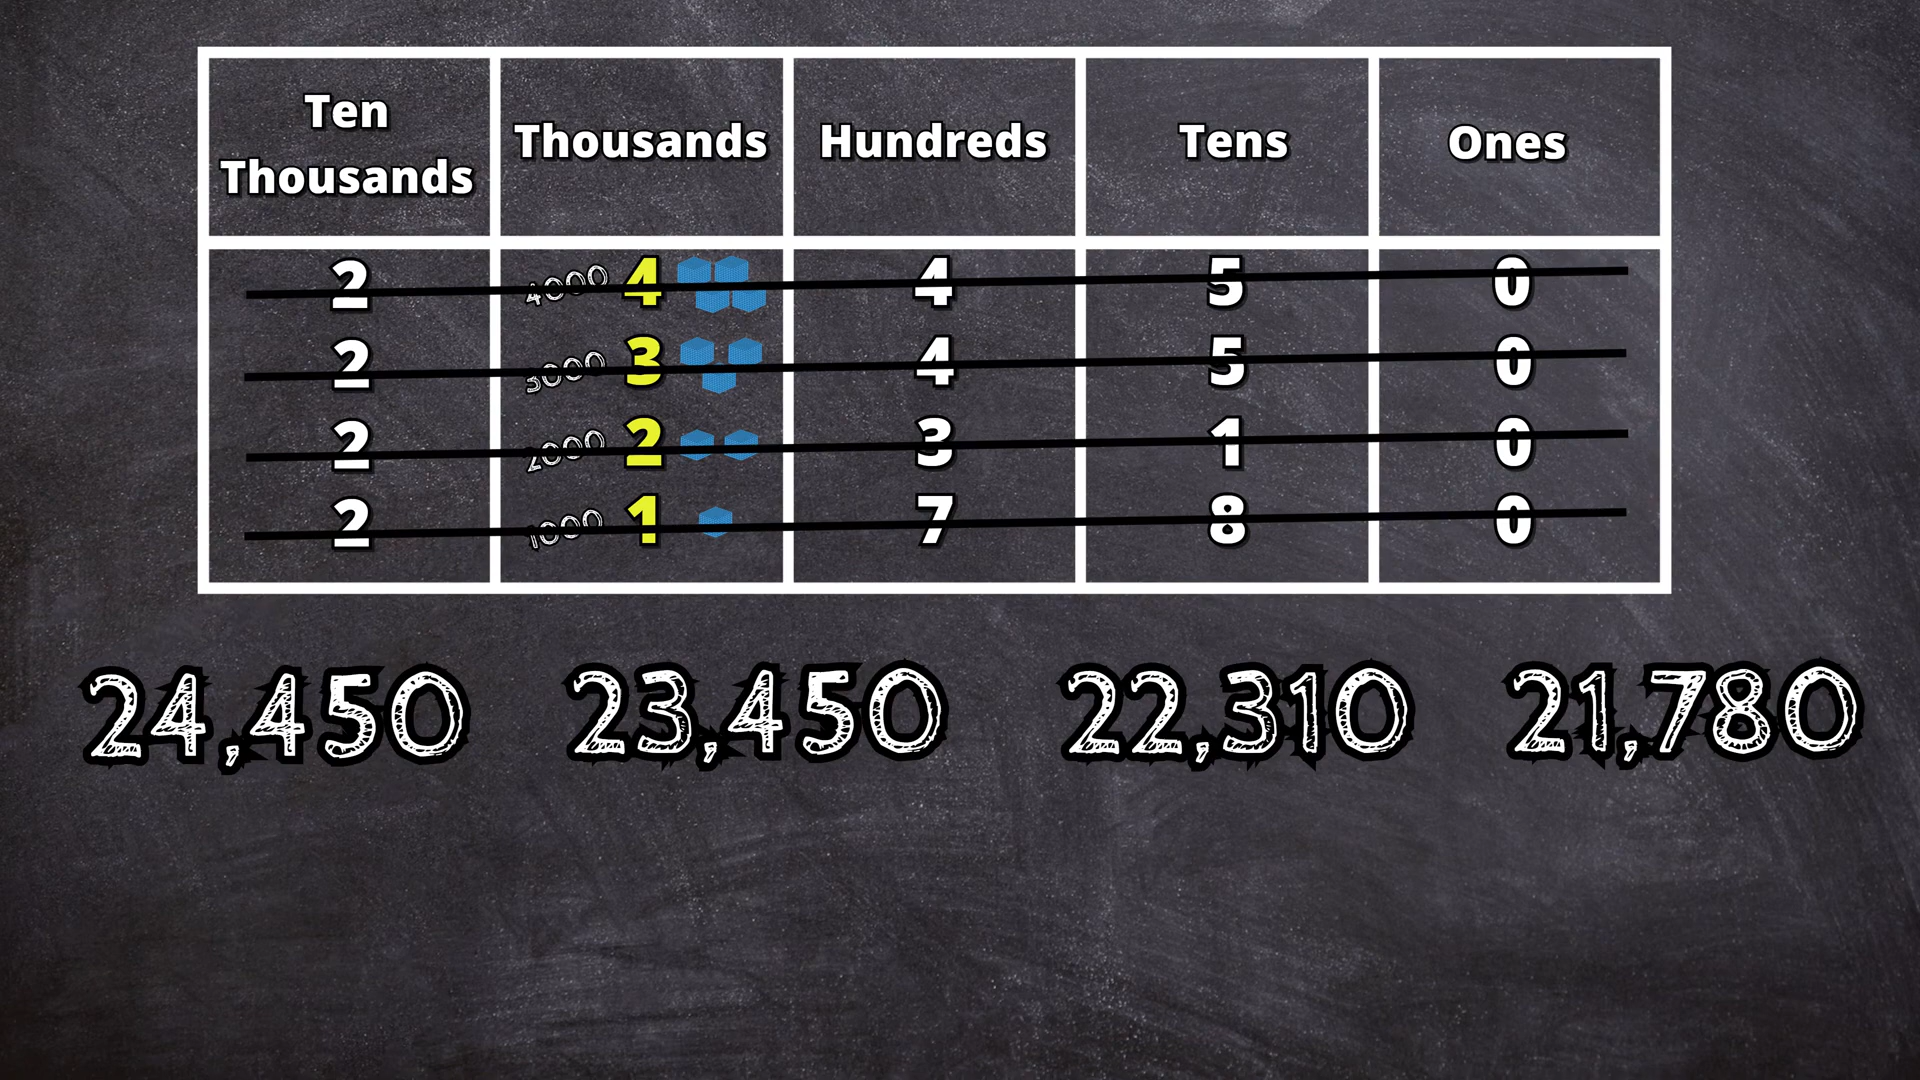 Ten Thousands Thousands Hundreds Tens Ones
2 4000 4 4 5 0
2 3000 3 4 5 0
2 2000 2 3 1 0
2 1000 1 7 8 0
24,450 23,450 22,310 21,780